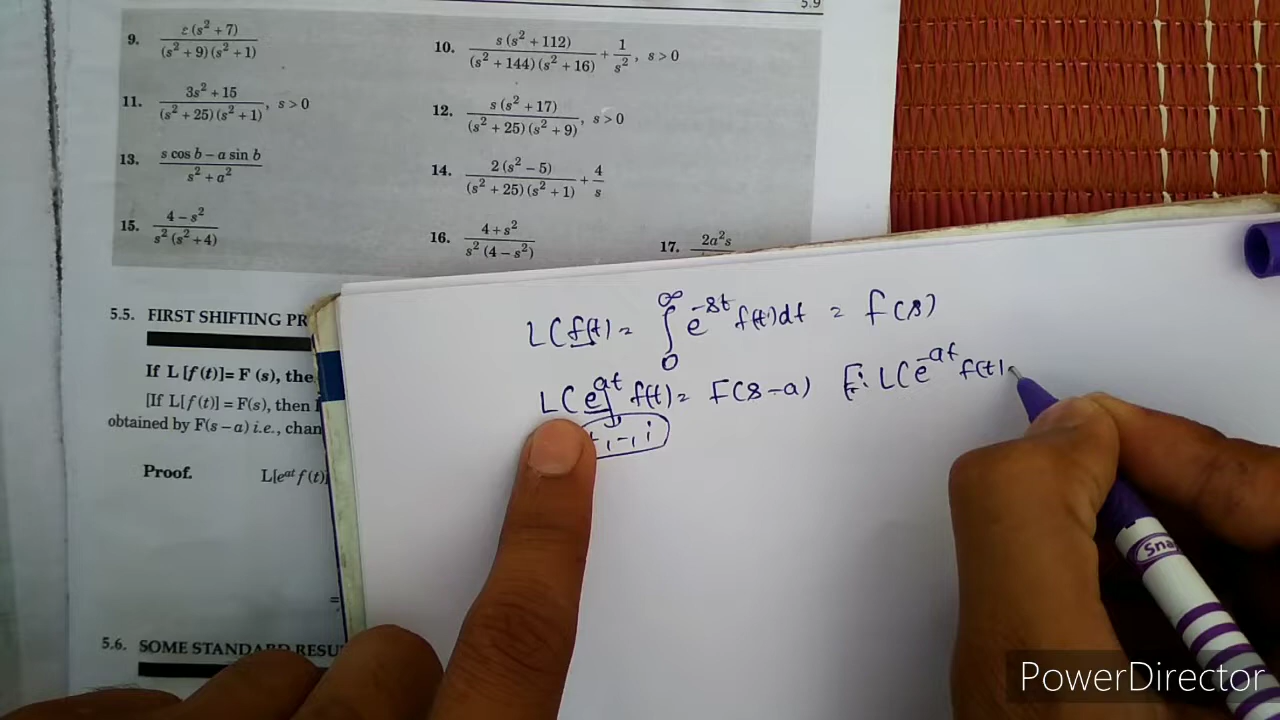 5.9
9. s(s² + 7) / (s² + 9)(s² + 1)
10. s(s² + 112) / (s² + 144)(s² + 16) + 1/s², s > 0
11. 3s² + 15 / (s² + 25)(s² + 1), s > 0
12. s(s² + 17) / (s² + 25)(s² + 9), s > 0
13. s cos b – a sin b / s² + a²
14. 2(s² – 5) / (s² + 25)(s² + 1) + 4/s
15. 4 – s² / s²(s² + 4)
16. 4 + s² / s²(4 – s²)
17. 2a²s
5.5. FIRST SHIFTING PR
If L [f(t)] = F (s), the
[If L[f(t)] = F(s), then
obtained by F(s – a) i.e., chan
Proof. L[eᵃᵗ f(t)]
=
5.6. SOME STANDARD RESU
L(f(t) = ∫₀^∞ e^-st f(t)dt = F(s)
L(e^at f(t) = F(s-a) L(e^-at f(t)
+, -, i
Sna
PowerDirector